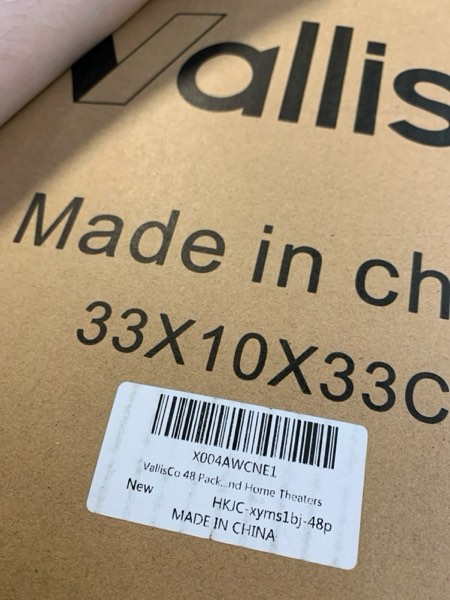 Vallis
Made in ch
33X10X33C
X004AWCNE1
VallisCo 48 Pack...nd Home Theaters
New
HKJC-xyms1bj-48p
MADE IN CHINA